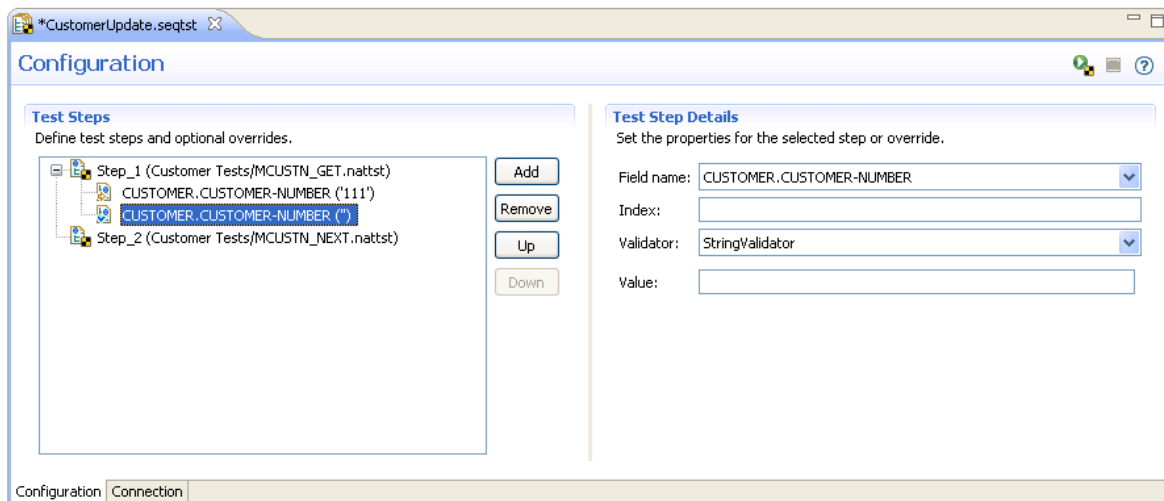 *CustomerUpdate.seqtst
Configuration
Test Steps
Define test steps and optional overrides.
Step_1 (Customer Tests/MCUSTN_GET.nattst)
CUSTOMER.CUSTOMER-NUMBER ('111')
CUSTOMER.CUSTOMER-NUMBER ('')
Step_2 (Customer Tests/MCUSTN_NEXT.nattst)
Add
Remove
Up
Down
Test Step Details
Set the properties for the selected step or override.
Field name: CUSTOMER.CUSTOMER-NUMBER
Index:
Validator: StringValidator
Value:
Configuration Connection